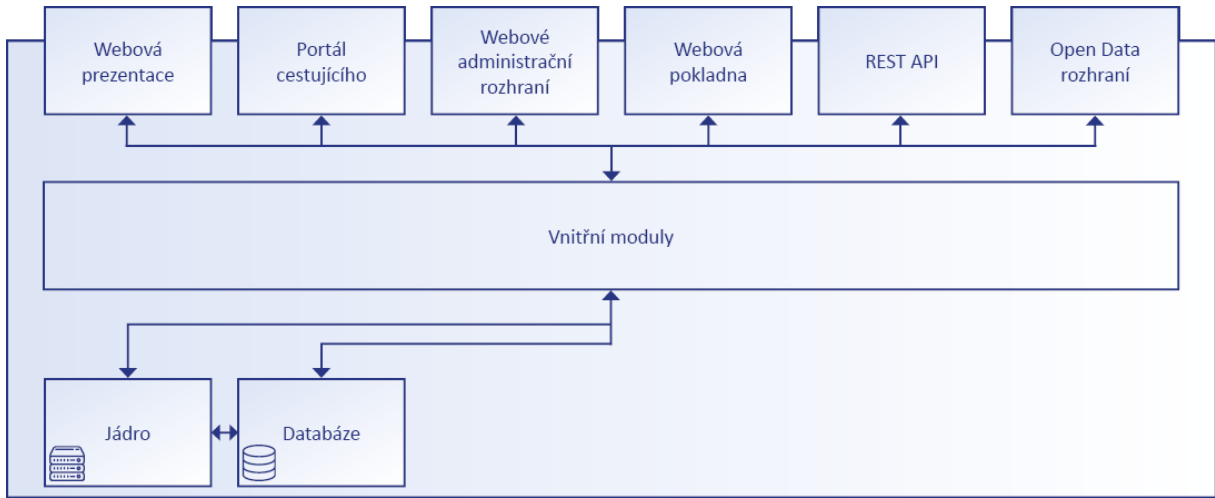 Webová
prezentace
Portál
cestujícího
Webové
administrační
rozhraní
Webová
pokladna
REST API
Open Data
rozhraní
Vnitřní moduly
Jádro
Databáze